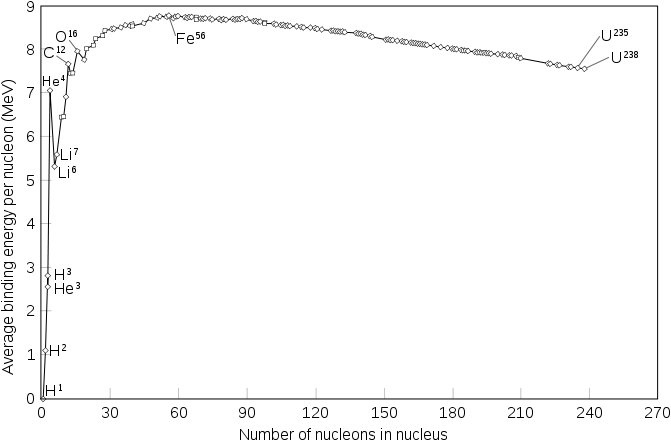 9
8
7
6
5
4
3
2
1
0
Average binding energy per nucleon (MeV)
O¹⁶
C¹²
He⁴
Li⁷
Li⁶
H³
He³
H²
H¹
Fe⁵⁶
U²³⁵
U²³⁸
0 30 60 90 120 150 180 210 240 270
Number of nucleons in nucleus